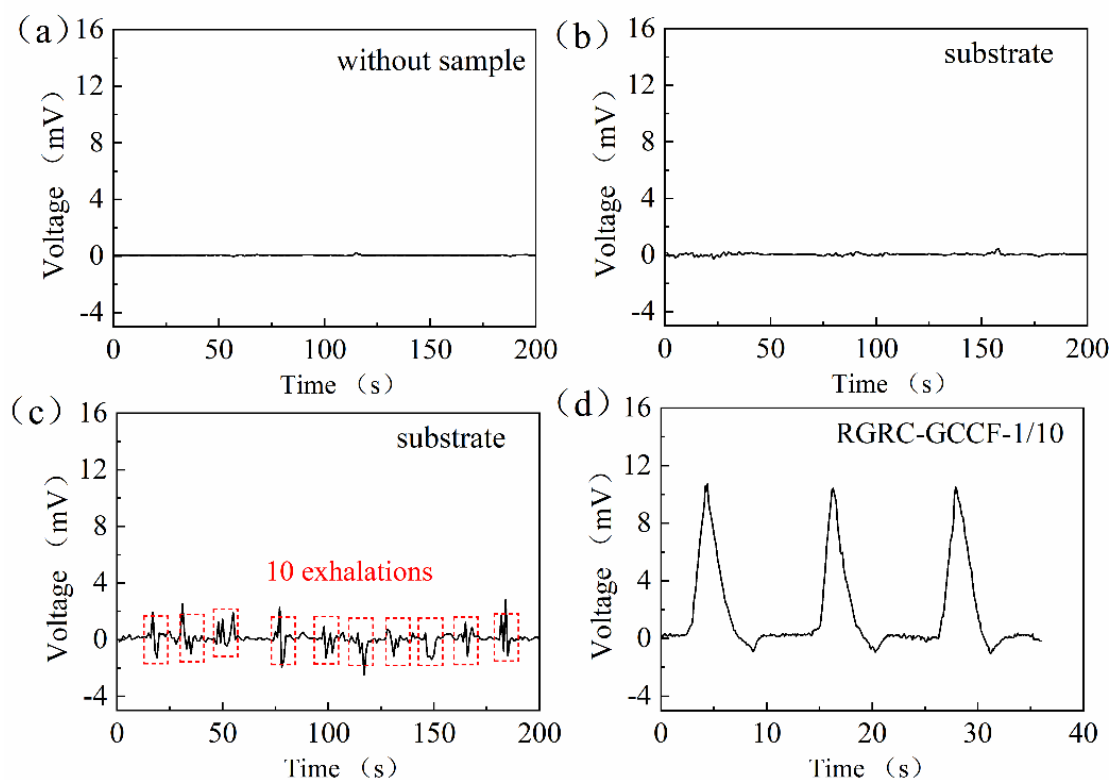 (a)
without sample
16
12
8
4
0
-4
Voltage (mV)
0 50 100 150 200
Time (s)
(b)
substrate
16
12
8
4
0
-4
Voltage (mV)
0 50 100 150 200
Time (s)
(c)
substrate
10 exhalations
16
12
8
4
0
-4
Voltage (mV)
0 50 100 150 200
Time (s)
(d)
RGRC-GCCF-1/10
16
12
8
4
0
-4
Voltage (mV)
0 10 20 30 40
Time (s)